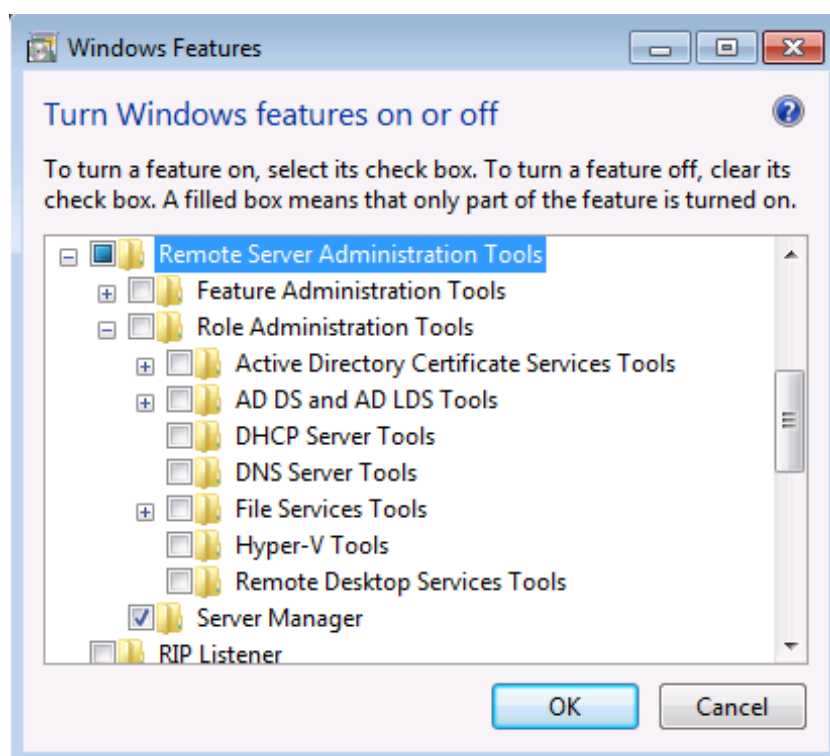 Windows Features
Turn Windows features on or off
To turn a feature on, select its check box. To turn a feature off, clear its
check box. A filled box means that only part of the feature is turned on.
Remote Server Administration Tools
Feature Administration Tools
Role Administration Tools
Active Directory Certificate Services Tools
AD DS and AD LDS Tools
DHCP Server Tools
DNS Server Tools
File Services Tools
Hyper-V Tools
Remote Desktop Services Tools
Server Manager
RIP Listener
OK Cancel